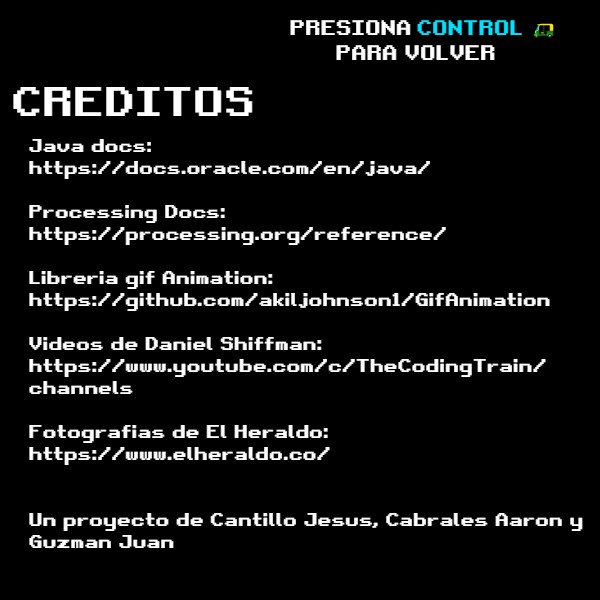 PRESIONA CONTROL
PARA VOLVER
CREDITOS
Java docs:
https://docs.oracle.com/en/java/
Processing Docs:
https://processing.org/reference/
Libreria gif Animation:
https://github.com/akiljohnson1/GifAnimation
Videos de Daniel Shiffman:
https://www.youtube.com/c/TheCodingTrain/
channels
Fotografias de El Heraldo:
https://www.elheraldo.co/
Un proyecto de Cantillo Jesus, Cabrales Aaron y
Guzman Juan